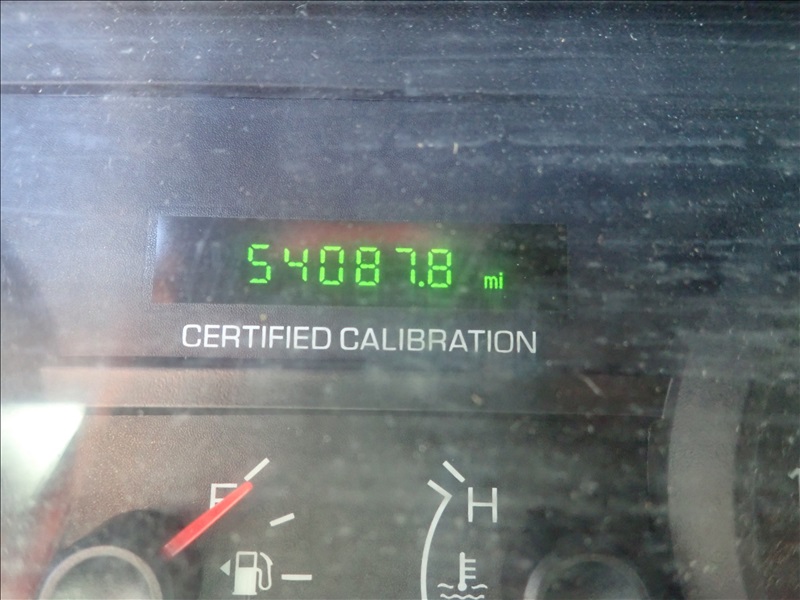 54087.8 mi
CERTIFIED CALIBRATION
F H